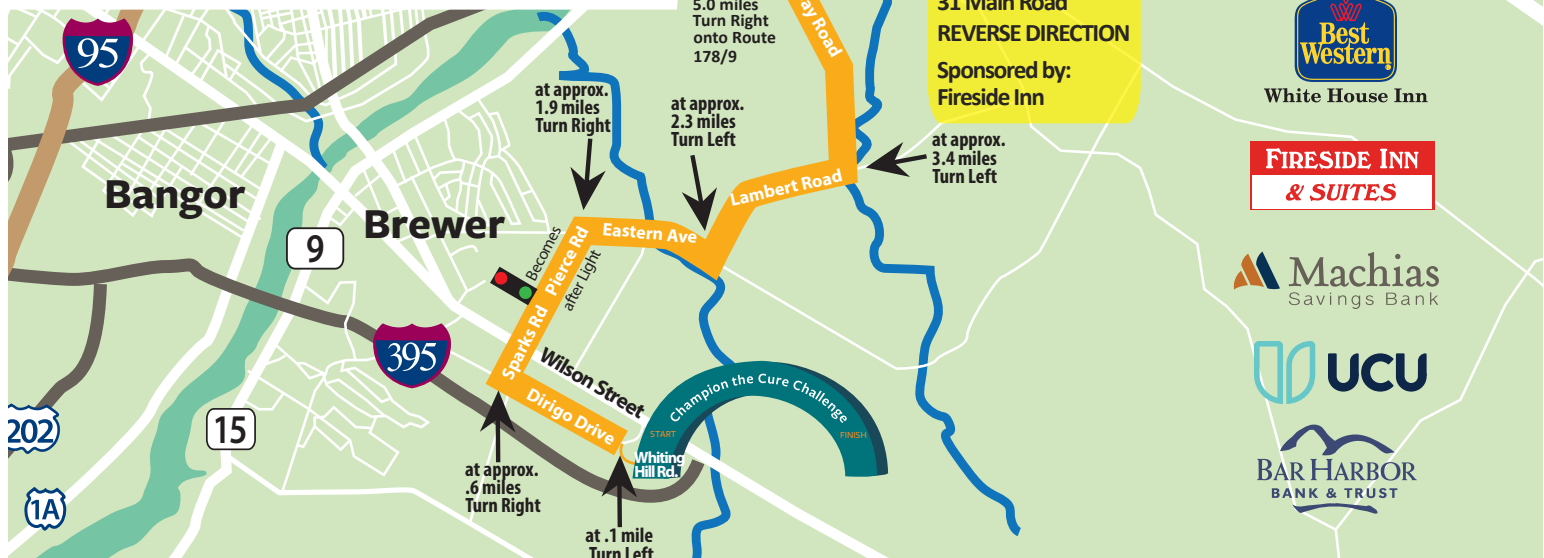 5.0 miles
Turn Right
onto Route
178/9
ay Road
31 Main Road
REVERSE DIRECTION
Sponsored by:
Fireside Inn
Best
Western
White House Inn
95
at approx.
1.9 miles
Turn Right
at approx.
2.3 miles
Turn Left
at approx.
3.4 miles
Turn Left
FIRESIDE INN
& SUITES
Bangor
Brewer
9
Lambert Road
Eastern Ave
Becomes
Pierce Rd
after Light
Machias
Savings Bank
395
Sparks Rd
Wilson Street
Dirigo Drive
Champion the Cure Challenge
START
FINISH
Whiting
Hill Rd.
UCU
202
15
1A
at approx.
.6 miles
Turn Right
at .1 mile
Turn Left
BAR HARBOR
BANK & TRUST